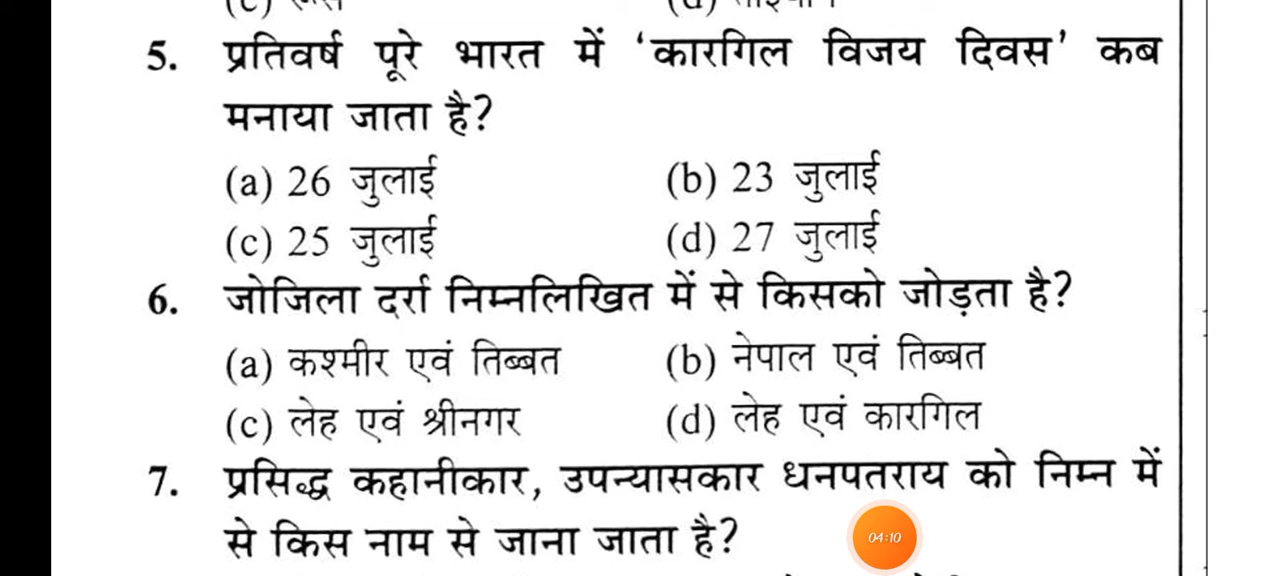 5. प्रतिवर्ष पूरे भारत में ‘कारगिल विजय दिवस’ कब
मनाया जाता है?
(a) 26 जुलाई (b) 23 जुलाई
(c) 25 जुलाई (d) 27 जुलाई
6. जोजिला दर्रा निम्नलिखित में से किसको जोड़ता है?
(a) कश्मीर एवं तिब्बत (b) नेपाल एवं तिब्बत
(c) लेह एवं श्रीनगर (d) लेह एवं कारगिल
7. प्रसिद्ध कहानीकार, उपन्यासकार धनपतराय को निम्न में
से किस नाम से जाना जाता है?
04:10